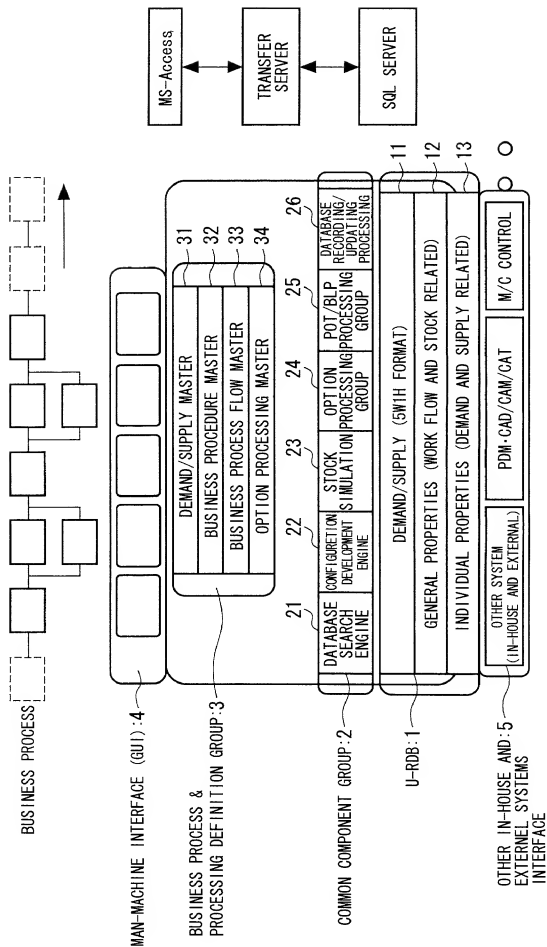 BUSINESS PROCESS
MAN-MACHINE INTERFACE (GUI):4
BUSINESS PROCESS &
PROCESSING DEFINITION GROUP:3
DEMAND/SUPPLY MASTER
31
BUSINESS PROCEDURE MASTER
32
BUSINESS PROCESS FLOW MASTER
33
OPTION PROCESSING MASTER
34
COMMON COMPONENT GROUP:2
21
DATABASE
SEARCH
ENGINE
22
CONFIGURETION
DEVELOPMENT
ENGINE
23
STOCK
SIMULATION
24
OPTION
PROCESSING
GROUP
25
POT/BLP
PROCESSING
GROUP
26
DATABASE
RECORDING/
UPDATING
PROCESSING
U-RDB:1
DEMAND/SUPPLY (5W1H FORMAT)
11
GENERAL PROPERTIES (WORK FLOW AND STOCK RELATED)
12
INDIVIDUAL PROPERTIES (DEMAND AND SUPPLY RELATED)
13
OTHER IN-HOUSE AND:5
EXTERNEL SYSTEMS
INTERFACE
OTHER SYSTEM
(IN-HOUSE AND EXTERNAL)
PDM·CAD/CAM/CAT
M/C CONTROL
MS-Access
TRANSFER
SERVER
SQL SERVER